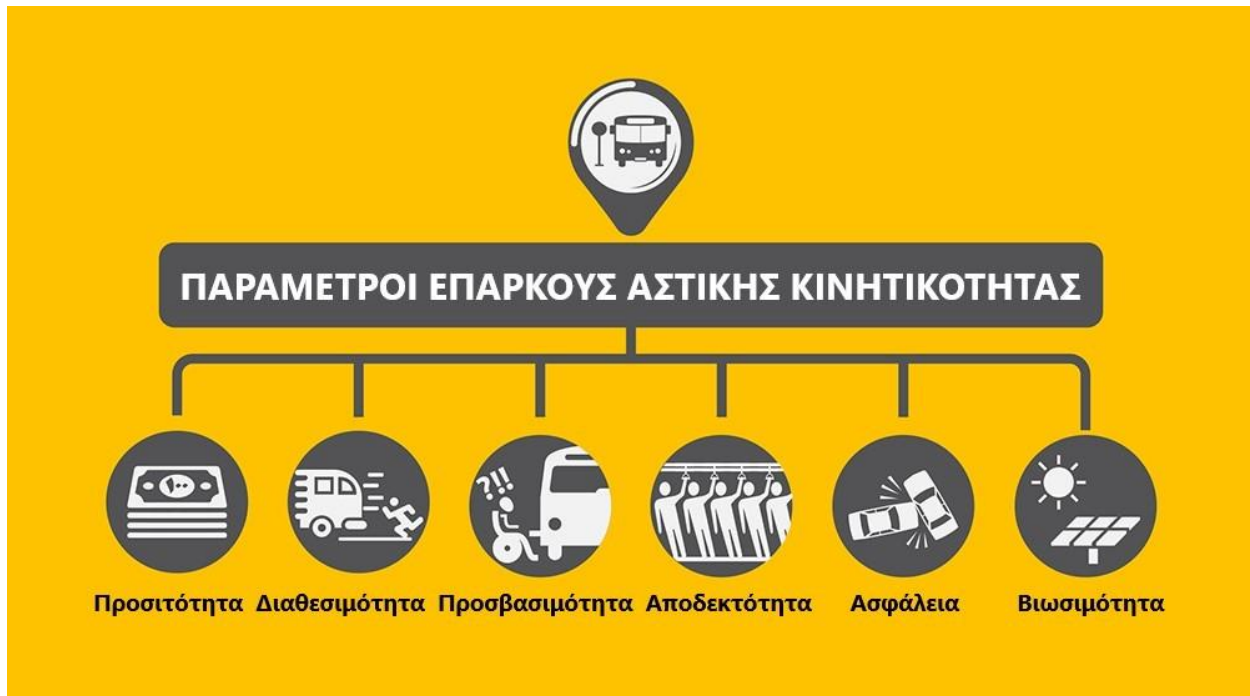 ΠΑΡΑΜΕΤΡΟΙ ΕΠΑΡΚΟΥΣ ΑΣΤΙΚΗΣ ΚΙΝΗΤΙΚΟΤΗΤΑΣ
?!!
Προσιτότητα Διαθεσιμότητα Προσβασιμότητα Αποδεκτότητα Ασφάλεια Βιωσιμότητα